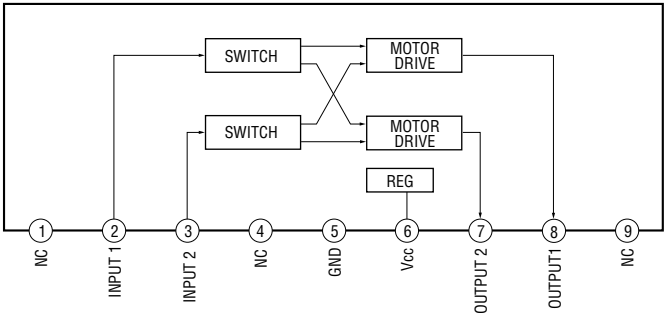 SWITCH
MOTOR
DRIVE
SWITCH
MOTOR
DRIVE
REG
1
2
3
4
5
6
7
8
9
NC
INPUT 1
INPUT 2
NC
GND
Vcc
OUTPUT 2
OUTPUT1
NC